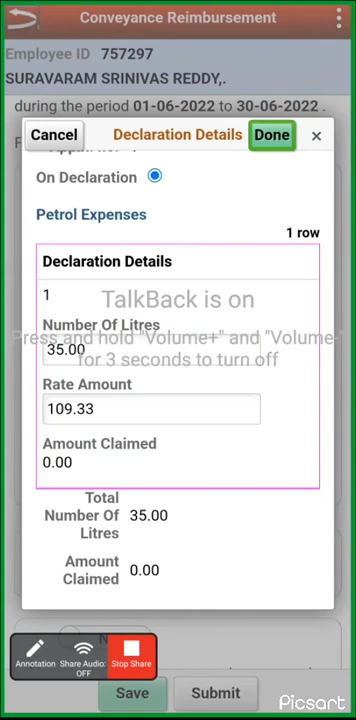 Conveyance Reimbursement
Employee ID 757297
SURAVARAM SRINIVAS REDDY,.
during the period 01-06-2022 to 30-06-2022 .
Cancel Declaration Details Done ×
On Declaration
Petrol Expenses
1 row
Declaration Details
1
TalkBack is on
Number Of Litres
Press and hold "Volume+" and "Volume-"
35.00
for 3 seconds to turn off
Rate Amount
109.33
Amount Claimed
0.00
Total
Number Of 35.00
Litres
Amount
Claimed 0.00
Annotation Share Audio: Stop Share
OFF
Save Submit
Picsart